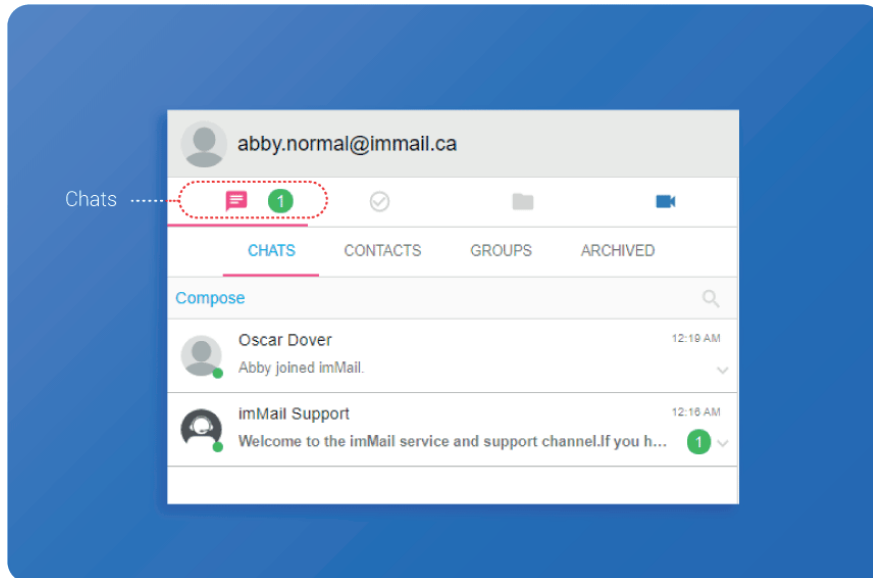 abby.normal@immail.ca
Chats
1
CHATS CONTACTS GROUPS ARCHIVED
Compose
Oscar Dover 12:19 AM
Abby joined imMail.
imMail Support 12:16 AM
Welcome to the imMail service and support channel.If you h... 1